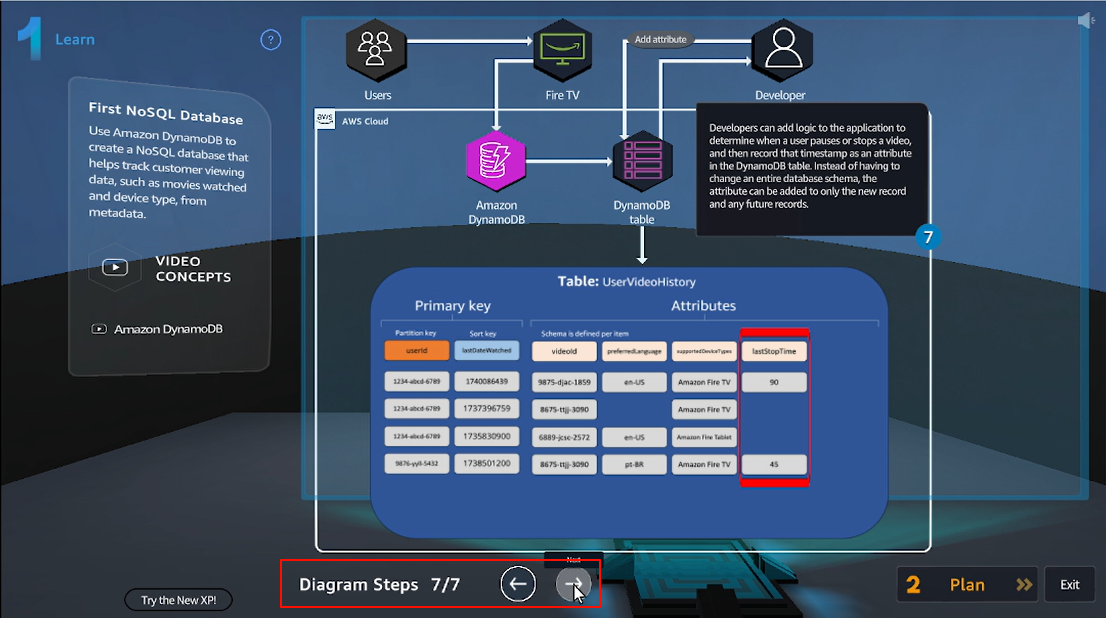 1 Learn
?
First NoSQL Database
Use Amazon DynamoDB to
create a NoSQL database that
helps track customer viewing
data, such as movies watched
and device type, from
metadata.
VIDEO
CONCEPTS
Amazon DynamoDB
Users
Fire TV
Add attribute
Developer
aws
AWS Cloud
Amazon
DynamoDB
DynamoDB
table
Developers can add logic to the application to
determine when a user pauses or stops a video,
and then record that timestamp as an attribute
in the DynamoDB table. Instead of having to
change an entire database schema, the
attribute can be added to only the new record
and any future records.
7
Table: UserVideoHistory
Primary key
Attributes
Partition key
Sort key
Schema is defined per item
userId
lastDateWatched
videoId
preferredLanguage
supportedDeviceTypes
lastStopTime
1234-abcd-6789
1740086439
9875-djac-1859
en-US
Amazon Fire TV
90
1234-abcd-6789
1737396759
8675-ttjj-3090
Amazon Fire TV
1234-abcd-6789
1735830900
6889-jcsc-2572
en-US
Amazon Fire Tablet
9876-yyll-5432
1738501200
8675-ttjj-3090
pt-BR
Amazon Fire TV
45
Next
Diagram Steps 7/7
Try the New XP!
2 Plan
Exit